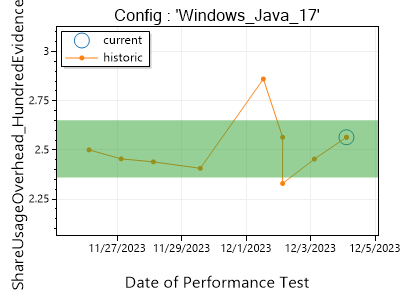 Config : 'Windows_Java_17'
ShareUsageOverhead_HundredEvidence
current
historic
3
2.75
2.5
2.25
11/27/2023
11/29/2023
12/1/2023
12/3/2023
12/5/2023
Date of Performance Test